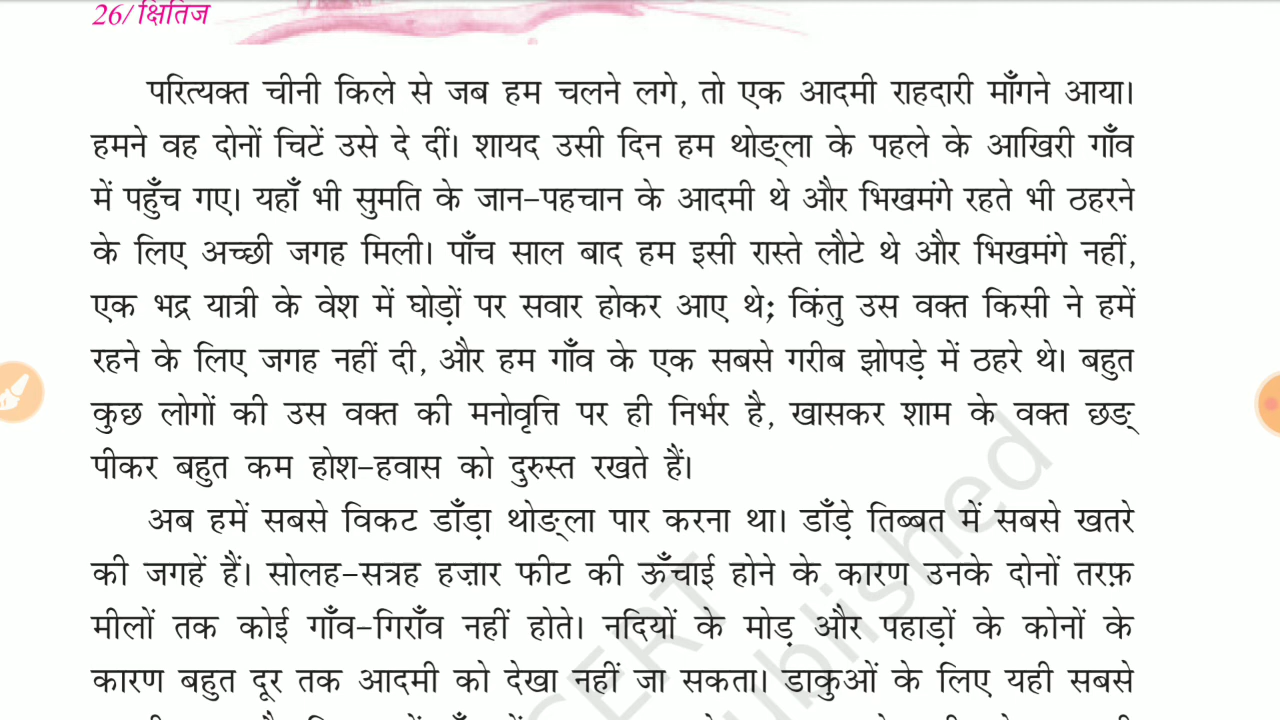 26/क्षितिज
परित्यक्त चीनी किले से जब हम चलने लगे, तो एक आदमी राहदारी माँगने आया।
हमने वह दोनों चिटें उसे दे दीं। शायद उसी दिन हम थोङ्ला के पहले के आखिरी गाँव
में पहुँच गए। यहाँ भी सुमति के जान-पहचान के आदमी थे और भिखमंगे रहते भी ठहरने
के लिए अच्छी जगह मिली। पाँच साल बाद हम इसी रास्ते लौटे थे और भिखमंगे नहीं,
एक भद्र यात्री के वेश में घोड़ों पर सवार होकर आए थे; किंतु उस वक्त किसी ने हमें
रहने के लिए जगह नहीं दी, और हम गाँव के एक सबसे गरीब झोपड़े में ठहरे थे। बहुत
कुछ लोगों की उस वक्त की मनोवृत्ति पर ही निर्भर है, खासकर शाम के वक्त छङ्
पीकर बहुत कम होश-हवास को दुरुस्त रखते हैं।
अब हमें सबसे विकट डाँड़ा थोङ्ला पार करना था। डाँड़े तिब्बत में सबसे खतरे
की जगहें हैं। सोलह-सत्रह हज़ार फीट की ऊँचाई होने के कारण उनके दोनों तरफ़
मीलों तक कोई गाँव-गिराँव नहीं होते। नदियों के मोड़ और पहाड़ों के कोनों के
कारण बहुत दूर तक आदमी को देखा नहीं जा सकता। डाकुओं के लिए यही सबसे